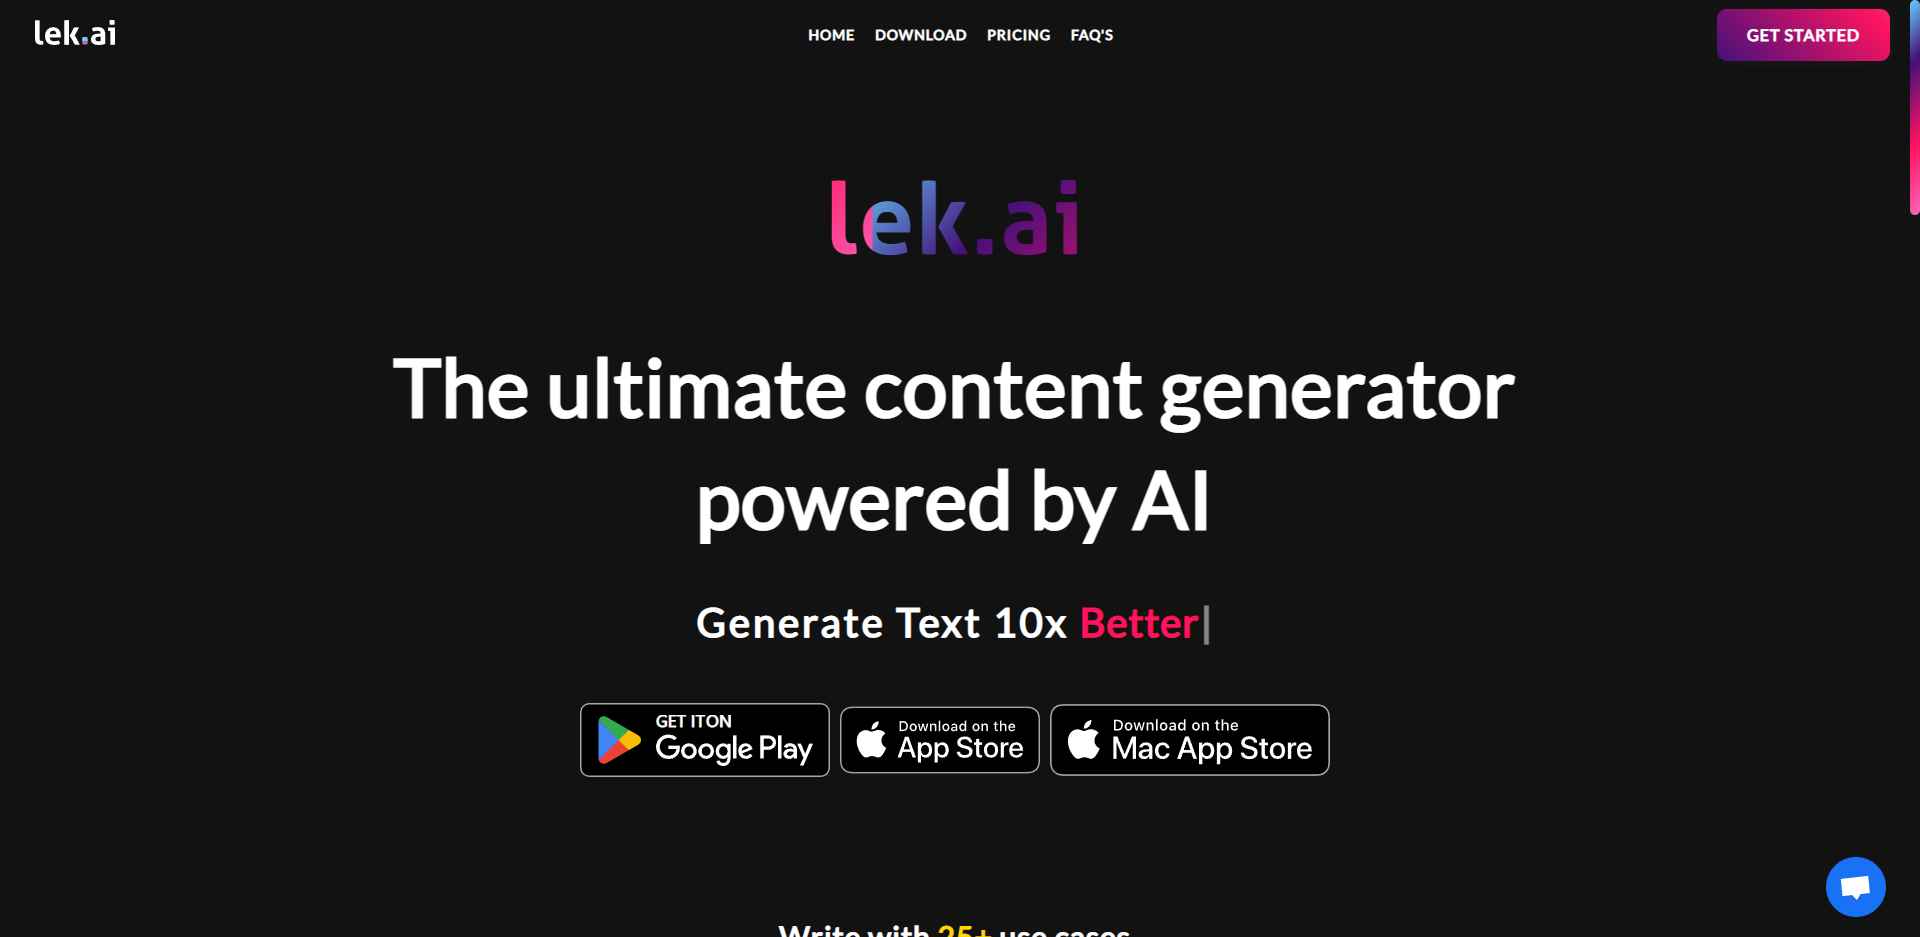 lek.ai
HOME DOWNLOAD PRICING FAQ'S
GET STARTED
lek.ai
The ultimate content generator
powered by AI
Generate Text 10x Better
GET ITON
Google Play
Download on the
App Store
Download on the
Mac App Store
Write with 25+ use cases